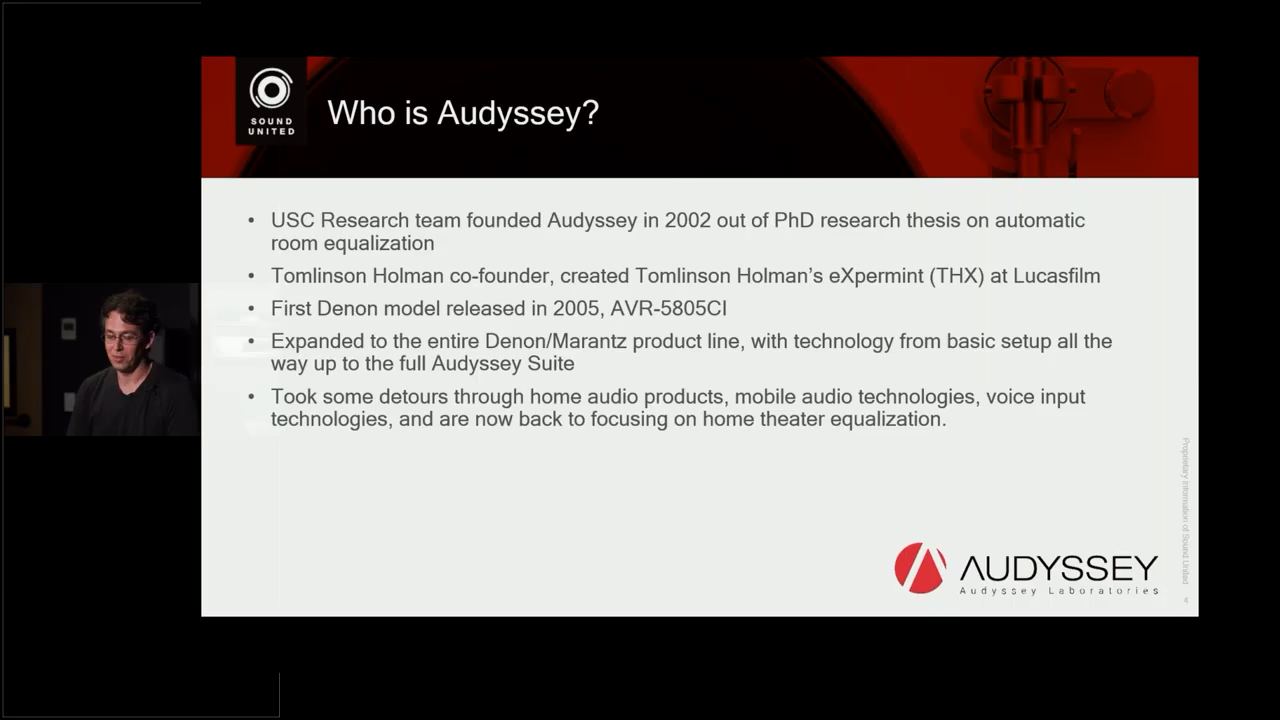 SOUND
UNITED
Who is Audyssey?
• USC Research team founded Audyssey in 2002 out of PhD research thesis on automatic
room equalization
• Tomlinson Holman co-founder, created Tomlinson Holman's eXpermint (THX) at Lucasfilm
• First Denon model released in 2005, AVR-5805CI
• Expanded to the entire Denon/Marantz product line, with technology from basic setup all the
way up to the full Audyssey Suite
• Took some detours through home audio products, mobile audio technologies, voice input
technologies, and are now back to focusing on home theater equalization.
Proprietary Information of Sound United
AUDYSSEY
Audyssey Laboratories